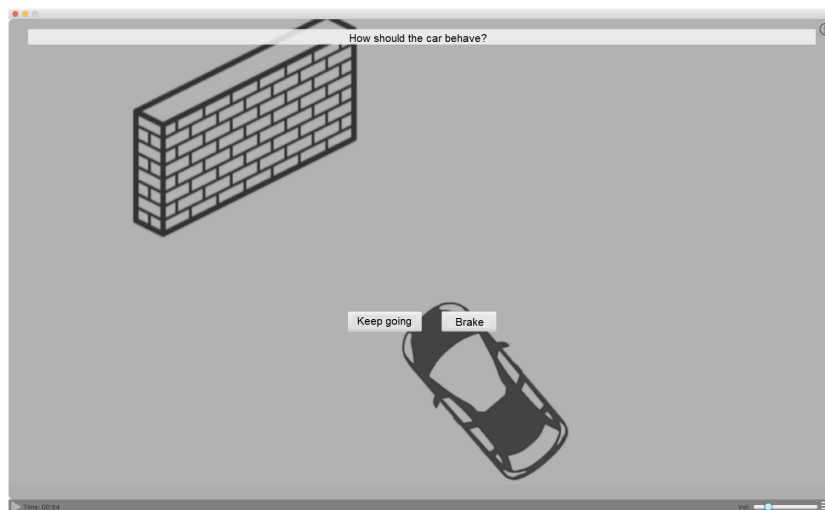 How should the car behave?
Keep going
Brake
Time: 00:54
Vol: